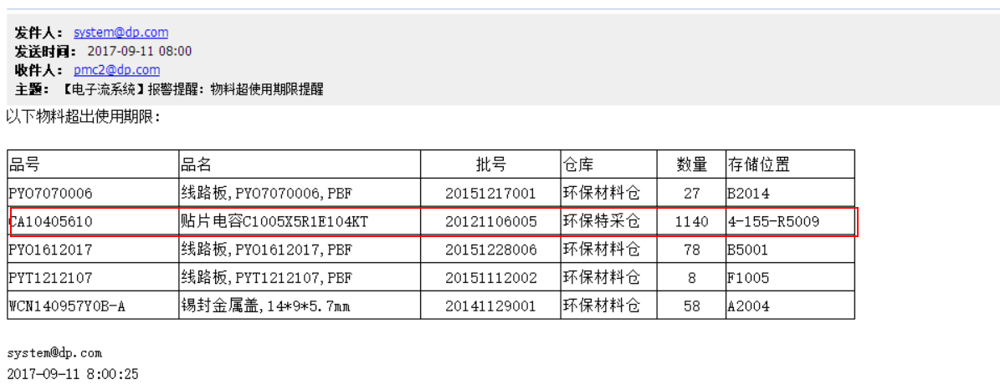 发件人： system@dp.com
发送时间： 2017-09-11 08:00
收件人： pmc2@dp.com
主题： 【电子流系统】报警提醒：物料超使用期限提醒
以下物料超出使用期限：
品号 品名 批号 仓库 数量 存储位置
PYO7070006 线路板,PYO7070006,PBF 20151217001 环保材料仓 27 B2014
CA10405610 贴片电容C1005X5R1E104KT 20121106005 环保特采仓 1140 4-155-R5009
PYO1612017 线路板,PYO1612017,PBF 20151228006 环保材料仓 78 B5001
PYT1212107 线路板,PYT1212107,PBF 20151112002 环保材料仓 8 F1005
WCN140957YOB-A 锡封金属盖,14*9*5.7mm 20141129001 环保材料仓 58 A2004
system@dp.com
2017-09-11 8:00:25